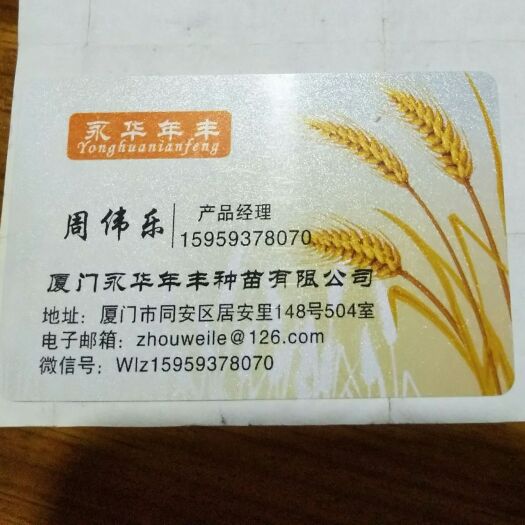 永华年丰
Yonghuanianfeng
周伟乐
产品经理
15959378070
厦门永华年丰种苗有限公司
地址:厦门市同安区居安里148号504室
电子邮箱:zhouweile@126.com
微信号:Wlz15959378070